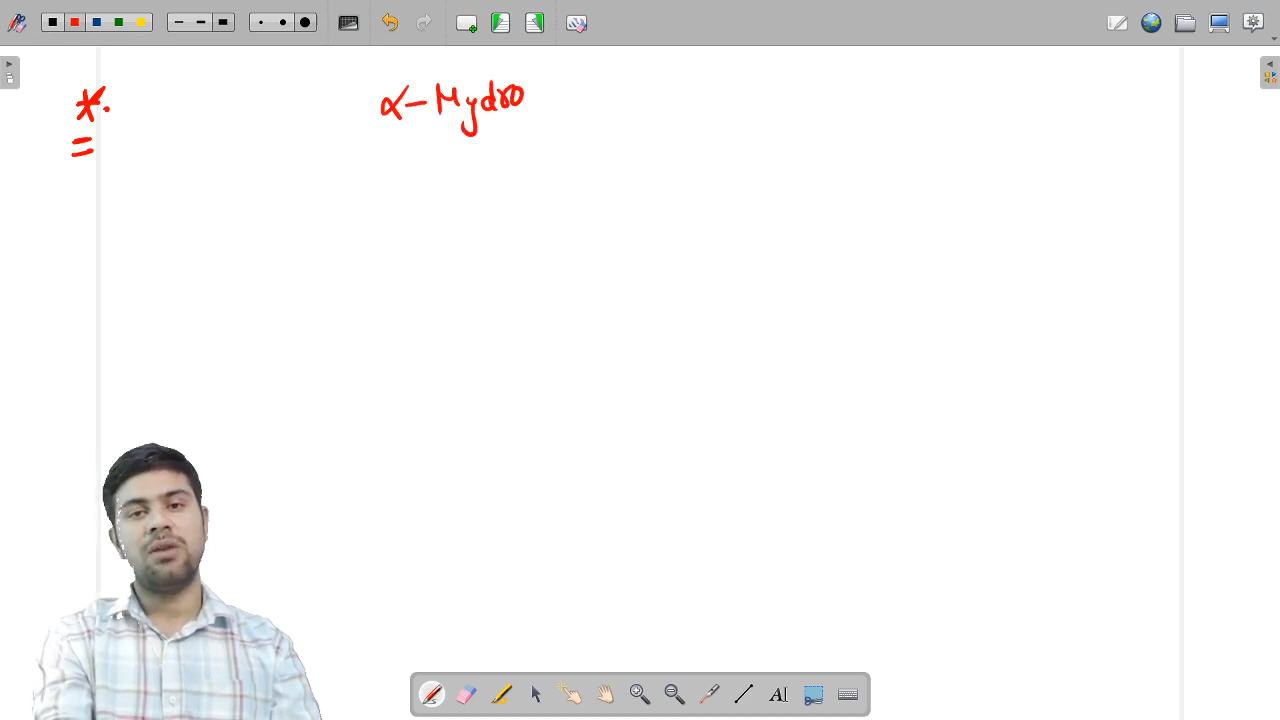 *. α-Hydro
=